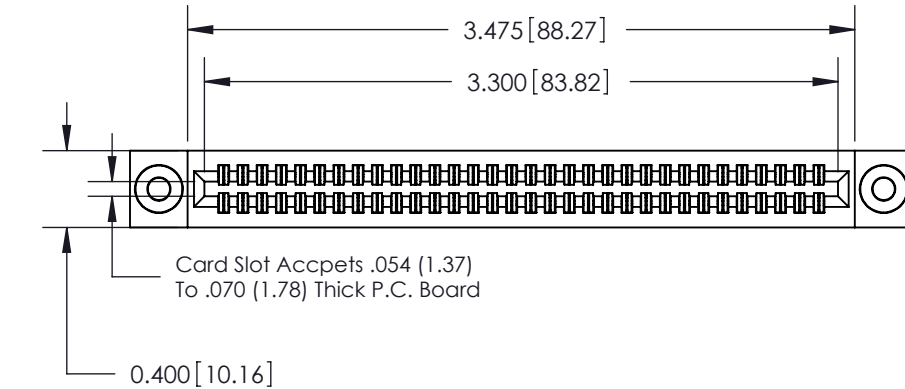 3.475[88.27]
3.300[83.82]
Card Slot Accpets .054 (1.37)
To .070 (1.78) Thick P.C. Board
0.400[10.16]